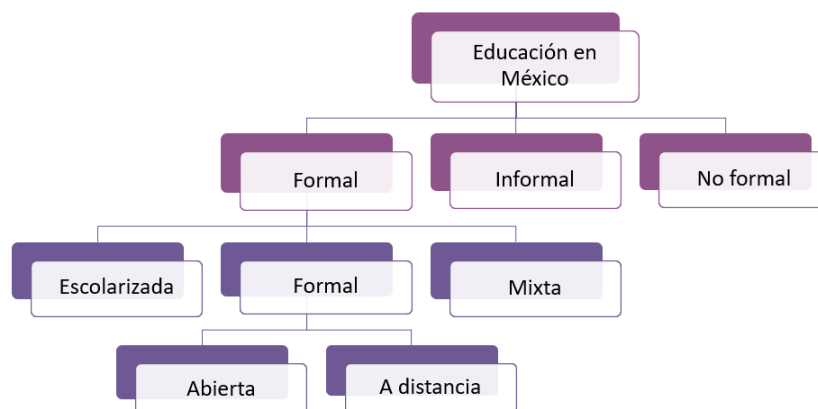 Educación en
México
Formal
Informal
No formal
Escolarizada
Formal
Mixta
Abierta
A distancia